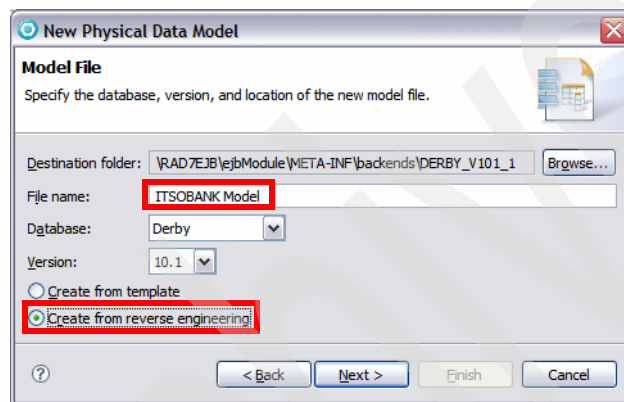 New Physical Data Model
Model File
Specify the database, version, and location of the new model file.
Destination folder: \RAD7EJB\ejbModule\META-INF\backends\DERBY_V101_1 Browse...
File name: ITSOBANK Model
Database: Derby
Version: 10.1
Create from template
Create from reverse engineering
? < Back Next > Finish Cancel